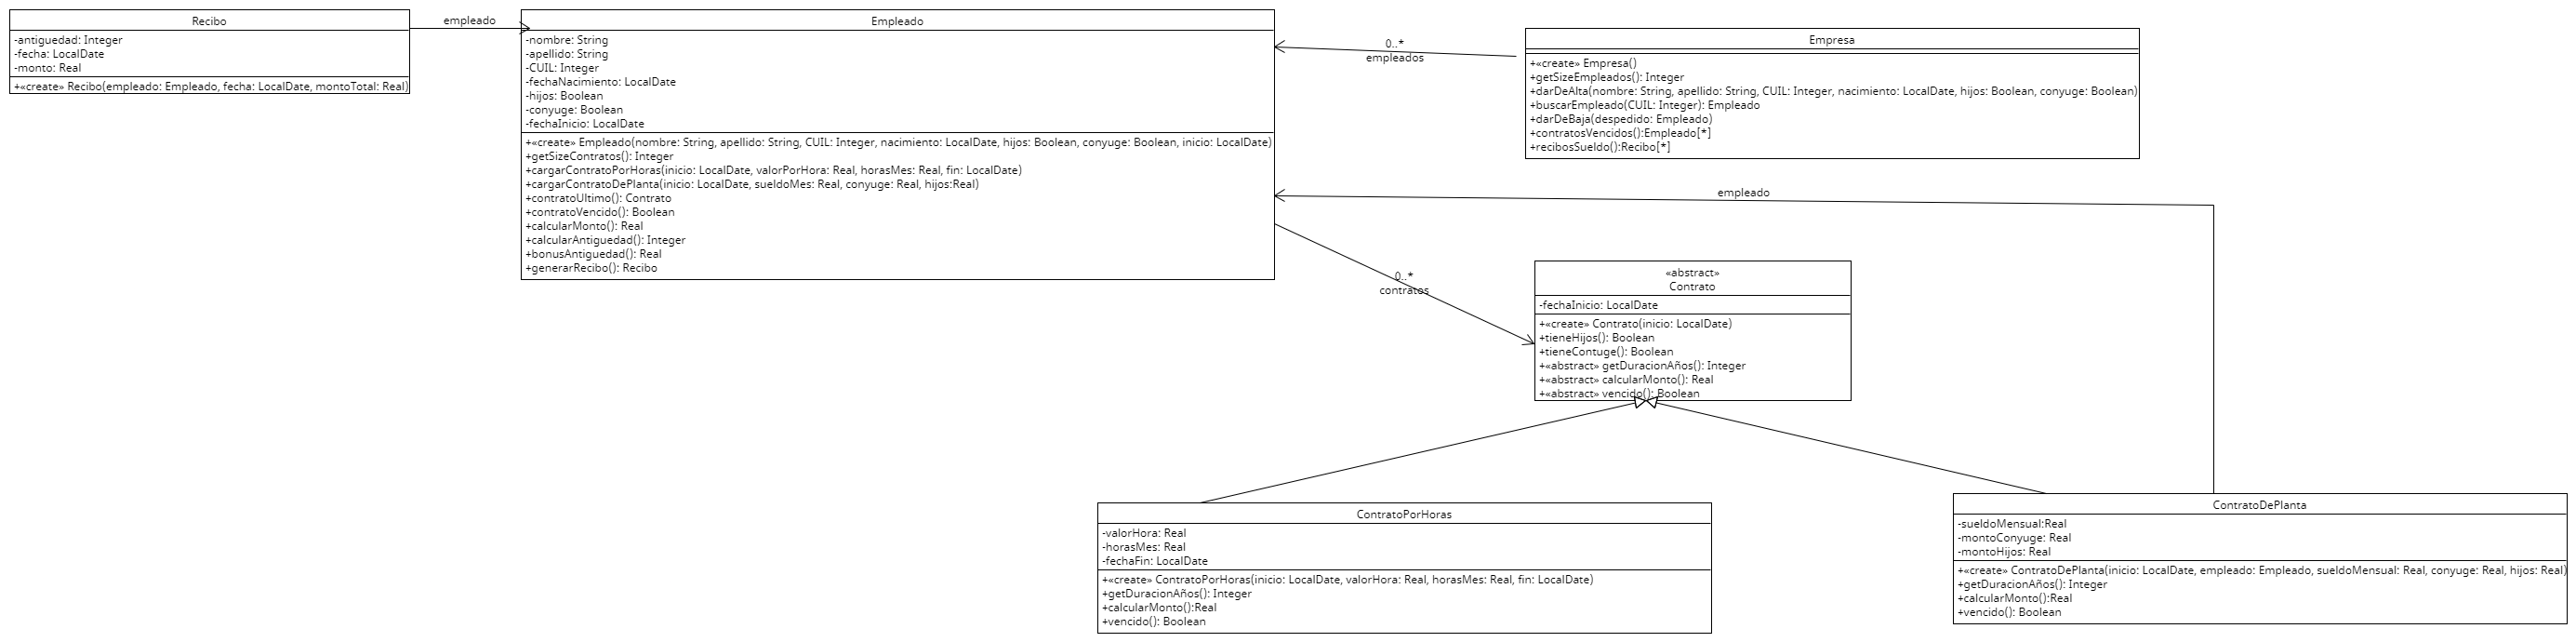 Recibo
-antiguedad: Integer
-fecha: LocalDate
-monto: Real
+«create» Recibo(empleado: Empleado, fecha: LocalDate, montoTotal: Real)
empleado
Empleado
-nombre: String
-apellido: String
-CUIL: Integer
-fechaNacimiento: LocalDate
-hijos: Boolean
-conyuge: Boolean
-fechaInicio: LocalDate
+«create» Empleado(nombre: String, apellido: String, CUIL: Integer, nacimiento: LocalDate, hijos: Boolean, conyuge: Boolean, inicio: LocalDate)
+getSizeContratos(): Integer
+cargarContratoPorHoras(inicio: LocalDate, valorPorHora: Real, horasMes: Real, fin: LocalDate)
+cargarContratoDePlanta(inicio: LocalDate, sueldoMes: Real, conyuge: Real, hijos:Real)
+contratoUltimo(): Contrato
+contratoVencido(): Boolean
+calcularMonto(): Real
+calcularAntiguedad(): Integer
+bonusAntiguedad(): Real
+generarRecibo(): Recibo
0..*
empleados
Empresa
+«create» Empresa()
+getSizeEmpleados(): Integer
+darDeAlta(nombre: String, apellido: String, CUIL: Integer, nacimiento: LocalDate, hijos: Boolean, conyuge: Boolean)
+buscarEmpleado(CUIL: Integer): Empleado
+darDeBaja(despedido: Empleado)
+contratosVencidos():Empleado[*]
+recibosSueldo():Recibo[*]
empleado
0..*
contratos
«abstract»
Contrato
-fechaInicio: LocalDate
+«create» Contrato(inicio: LocalDate)
+tieneHijos(): Boolean
+tieneContuge(): Boolean
+«abstract» getDuracionAños(): Integer
+«abstract» calcularMonto(): Real
+«abstract» vencido(): Boolean
ContratoPorHoras
-valorHora: Real
-horasMes: Real
-fechaFin: LocalDate
+«create» ContratoPorHoras(inicio: LocalDate, valorHora: Real, horasMes: Real, fin: LocalDate)
+getDuracionAños(): Integer
+calcularMonto():Real
+vencido(): Boolean
ContratoDePlanta
-sueldoMensual:Real
-montoConyuge: Real
-montoHijos: Real
+«create» ContratoDePlanta(inicio: LocalDate, empleado: Empleado, sueldoMensual: Real, conyuge: Real, hijos: Real)
+getDuracionAños(): Integer
+calcularMonto():Real
+vencido(): Boolean